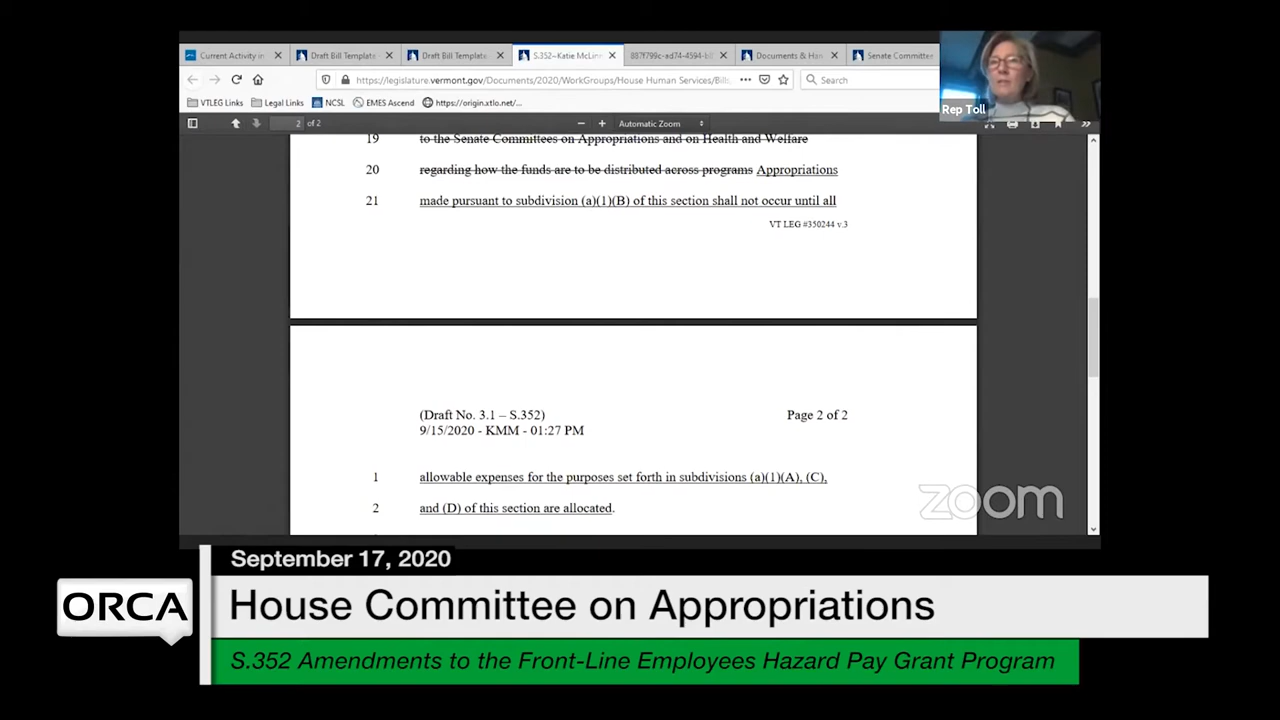 Current Activity in
Draft Bill Template
Draft Bill Template
S.352~Katie McLinn
887f799c-ad74-4594-b
Documents & Han
Senate Committee
https://legislature.vermont.gov/Documents/2020/WorkGroups/House Human Services/Bills
Search
VTLEG Links
Legal Links
NCSL
EMES Ascend
https://origin.xtlo.net/...
Rep Toll
2 of 2
Automatic Zoom
19 to the Senate Committees on Appropriations and on Health and Welfare
20 regarding how the funds are to be distributed across programs Appropriations
21 made pursuant to subdivision (a)(1)(B) of this section shall not occur until all
VT LEG #350244 v.3
(Draft No. 3.1 – S.352) Page 2 of 2
9/15/2020 - KMM - 01:27 PM
1 allowable expenses for the purposes set forth in subdivisions (a)(1)(A), (C),
2 and (D) of this section are allocated.
zoom
September 17, 2020
ORCA
House Committee on Appropriations
S.352 Amendments to the Front-Line Employees Hazard Pay Grant Program